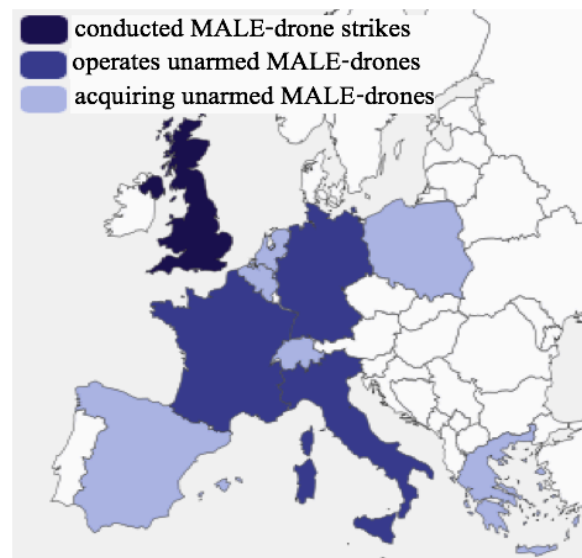 conducted MALE-drone strikes
operates unarmed MALE-drones
acquiring unarmed MALE-drones